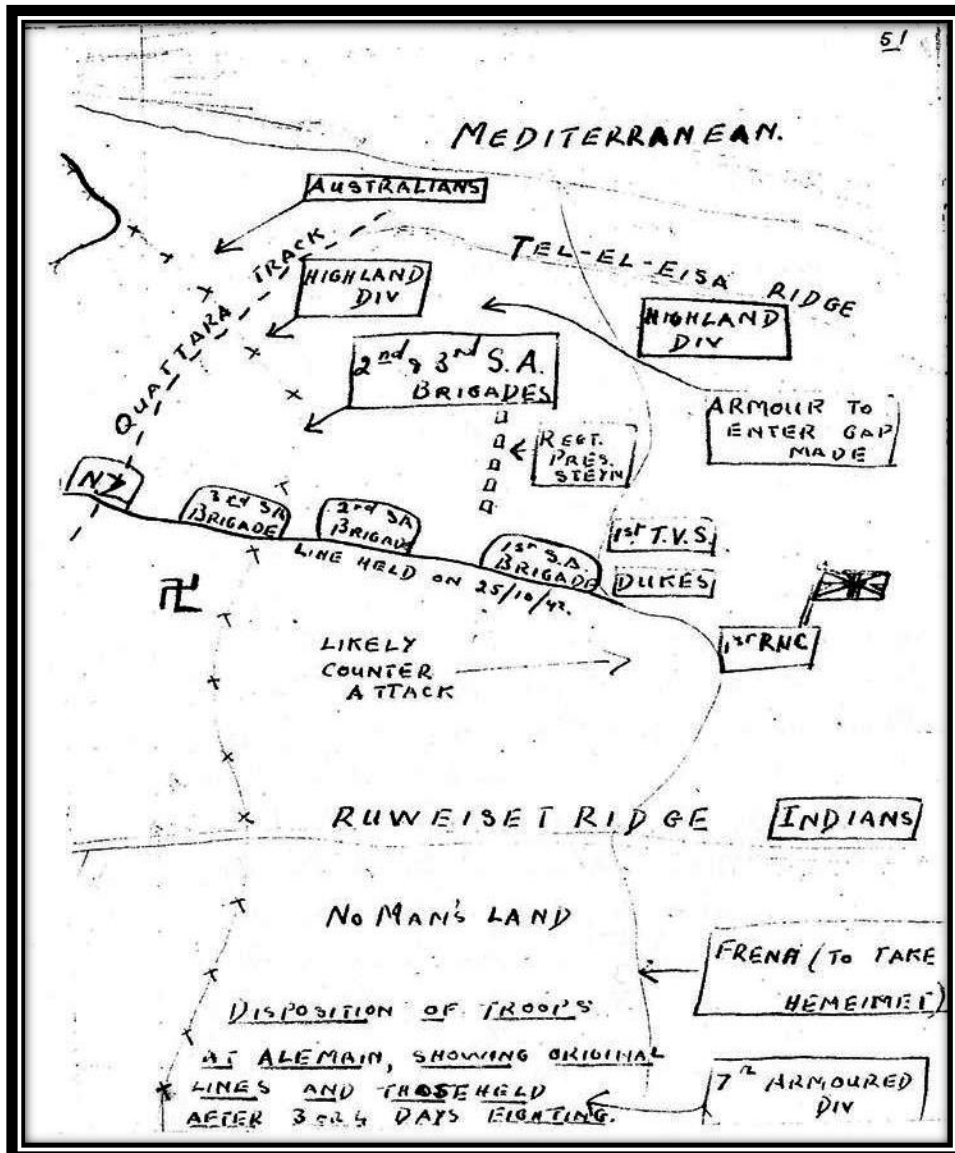 51
MEDITERRANEAN.
AUSTRALIANS
TEL-EL-EISA RIDGE
QUATTARA TRACK
HIGHLAND
DIV
HIGHLAND
DIV
2nd & 3rd S.A.
BRIGADES
ARMOUR TO
ENTER GAP
MADE
REGT.
PRES.
STEYN
NZ
3rd SA
BRIGADE
2nd SA
BRIGADE
1st S.A.
BRIGADE
1st T.V.S.
DUKES
LINE HELD ON 25/10/42.
1st RNC
LIKELY
COUNTER
ATTACK
RUWEISET RIDGE
INDIANS
NO MAN'S LAND
FRENH (TO TAKE
HEMEIMET)
DISPOSITION OF TROOPS
AT ALEMAIN, SHOWING ORIGINAL
LINES AND THOSE HELD
AFTER 3 OR 4 DAYS FIGHTING.
7th ARMOURED
DIV